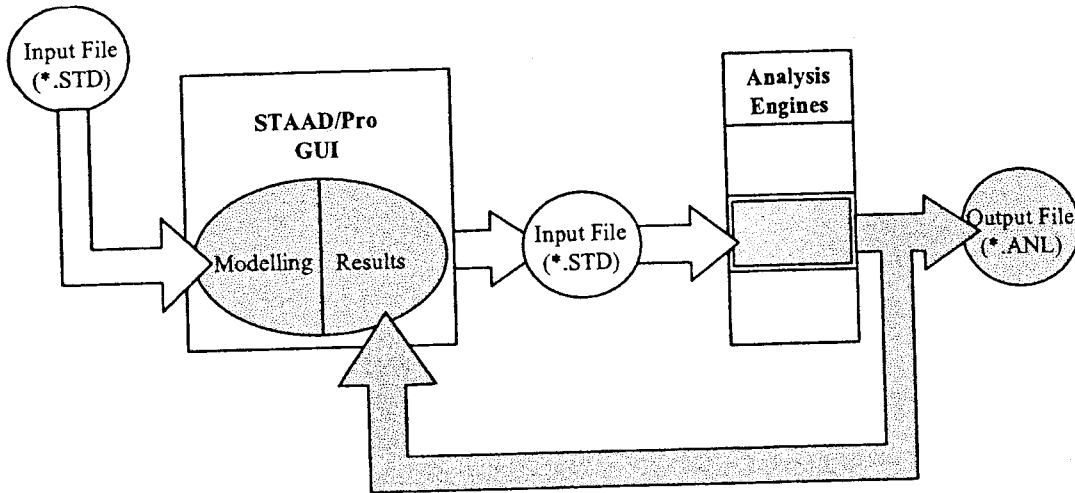 Input File
(*.STD)
STAAD/Pro
GUI
Modelling
Results
Input File
(*.STD)
Analysis
Engines
Output File
(*.ANL)